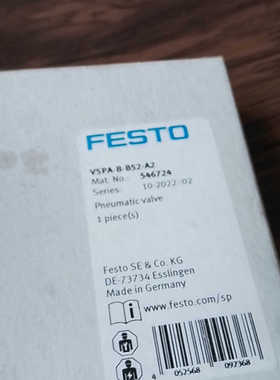 FESTO
VSPA-B-B52-A2
Mat. No.: 546724
Series: 10-2022-02
Pneumatic valve
1 piece(s)
Festo SE & Co. KG
DE-73734 Esslingen
Made in Germany
www.festo.com/sp
4 052568 097368